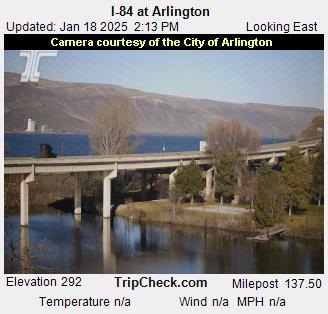 I-84 at Arlington
Updated: Jan 18 2025 2:13 PM Looking East
Camera courtesy of the City of Arlington
Elevation 292 TripCheck.com Milepost 137.50
Temperature n/a Wind n/a MPH n/a